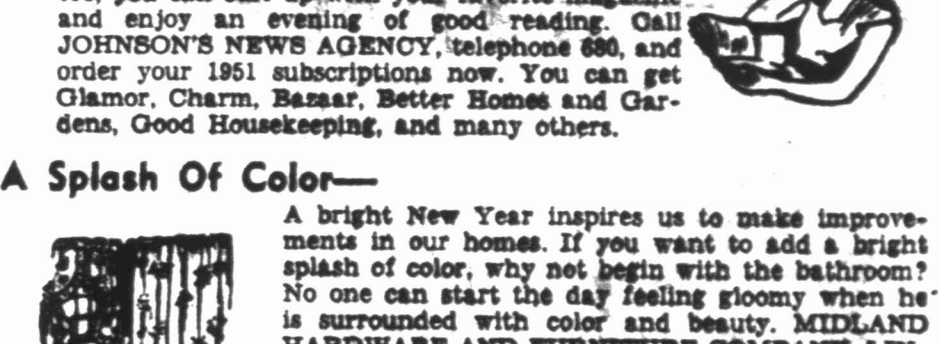 and enjoy an evening of good reading. Call
JOHNSON'S NEWS AGENCY, telephone 680, and
order your 1951 subscriptions now. You can get
Glamor, Charm, Bazaar, Better Homes and Gar-
dens, Good Housekeeping, and many others.
A Splash Of Color—
A bright New Year inspires us to make improve-
ments in our homes. If you want to add a bright
splash of color, why not begin with the bathroom?
No one can start the day feeling gloomy when he
is surrounded with color and beauty. MIDLAND